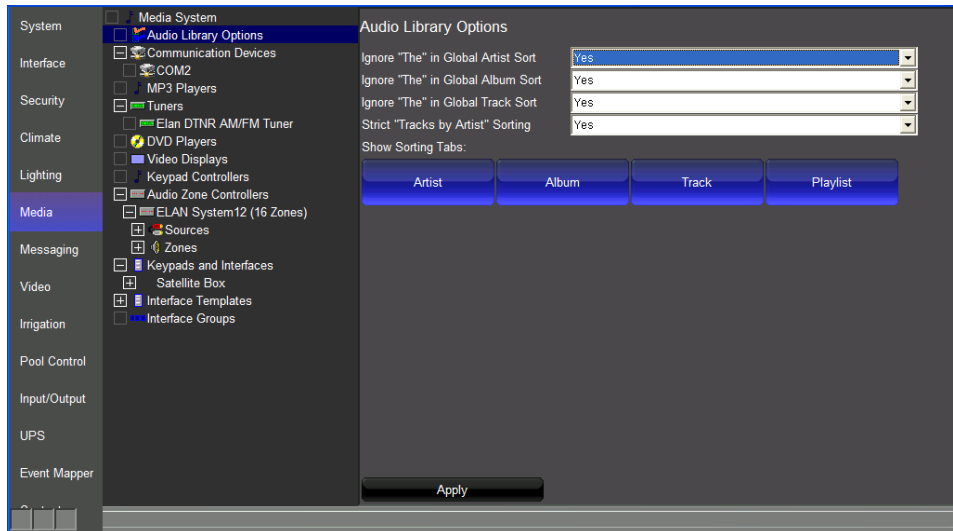 System
Interface
Security
Climate
Lighting
Media
Messaging
Video
Irrigation
Pool Control
Input/Output
UPS
Event Mapper
Media System
Audio Library Options
Communication Devices
COM2
MP3 Players
Tuners
Elan DTNR AM/FM Tuner
DVD Players
Video Displays
Keypad Controllers
Audio Zone Controllers
ELAN System12 (16 Zones)
Sources
Zones
Keypads and Interfaces
Satellite Box
Interface Templates
Interface Groups
Audio Library Options
Ignore "The" in Global Artist Sort Yes
Ignore "The" in Global Album Sort Yes
Ignore "The" in Global Track Sort Yes
Strict "Tracks by Artist" Sorting Yes
Show Sorting Tabs:
Artist Album Track Playlist
Apply